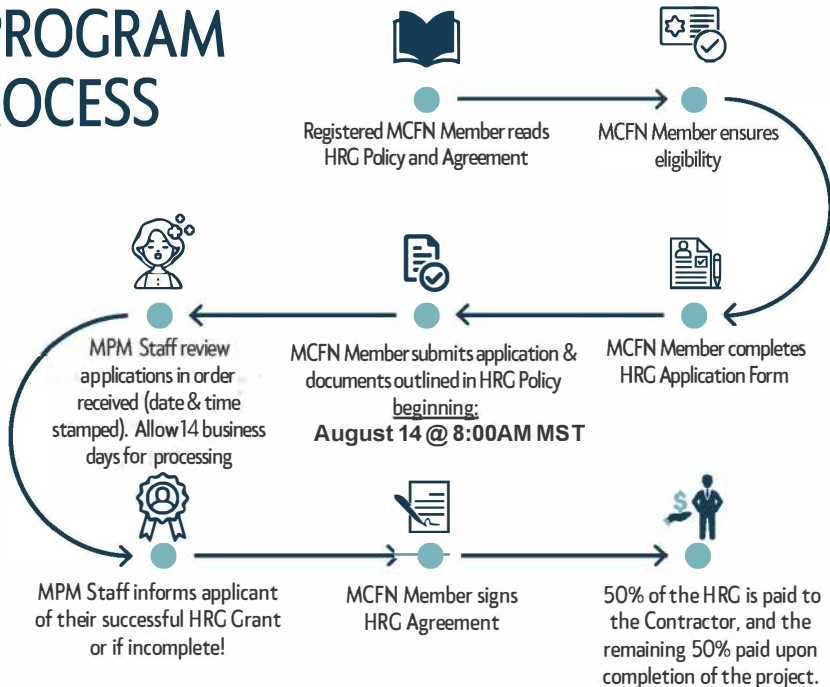 PROGRAM
OCESS
Registered MCFN Member reads
HRG Policy and Agreement
MCFN Member ensures
eligibility
MCFN Member completes
HRG Application Form
MCFN Member submits application &
documents outlined in HRG Policy
beginning:
August 14 @ 8:00AM MST
MPM Staff review
applications in order
received (date & time
stamped). Allow 14 business
days for processing
MPM Staff informs applicant
of their successful HRG Grant
or if incomplete!
MCFN Member signs
HRG Agreement
$
50% of the HRG is paid to
the Contractor, and the
remaining 50% paid upon
completion of the project.